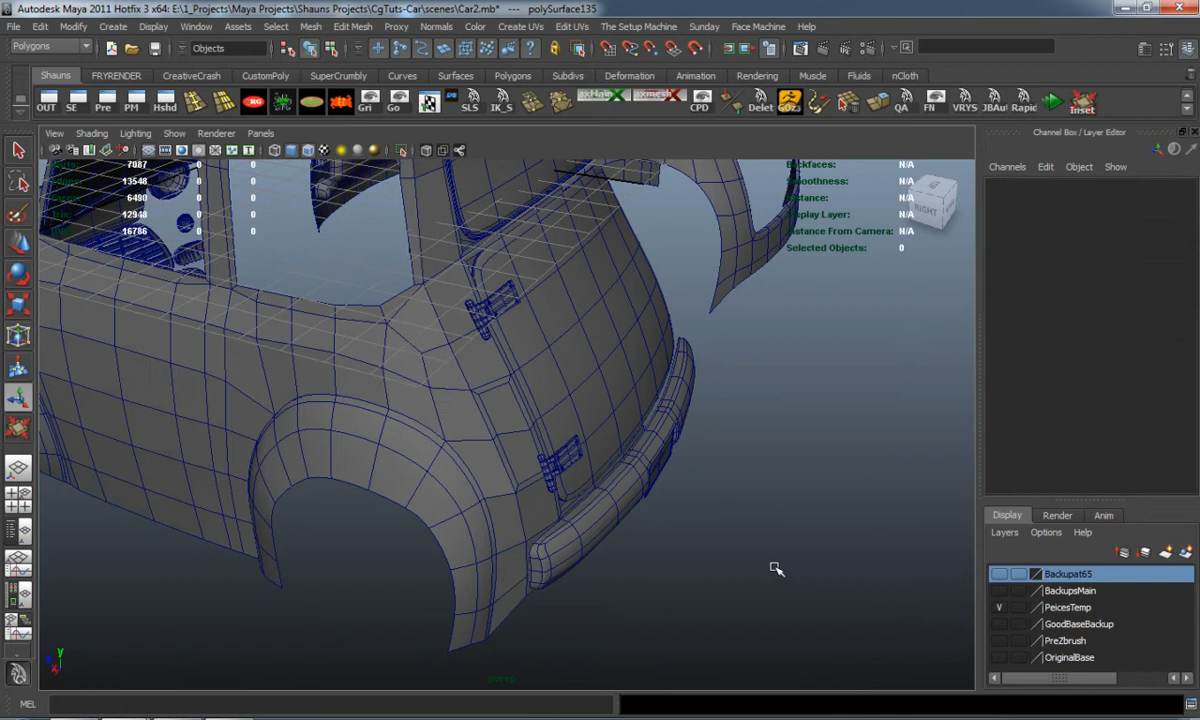 Autodesk Maya 2011 Hotfix 3 x64: E:\1_Projects\Maya Projects\Shauns Projects\CgTuts-Car\scenes\Car2.mb* --- polySurface135
File Edit Modify Create Display Window Assets Select Mesh Edit Mesh Proxy Normals Color Create UVs Edit UVs The Setup Machine Sunday Face Machine Help
Polygons Objects
Shauns FRYRENDER CreativeCrash CustomPoly SuperCrumbly Curves Surfaces Polygons Subdivs Deformation Animation Rendering Muscle Fluids nCloth
OUT SE Pre PM Hshd Gri Go SLS IK_S CPD Delet GOZ QA FN VRYS JBAu Rapic Inset
View Shading Lighting Show Renderer Panels
Channel Box / Layer Editor
Channels Edit Object Show
7087 0 0
13548 0 0
6490 0 0
12948 0 0
16786 0 0
Backfaces: N/A
Smoothness: N/A
N/A
Display Layer: N/A
Distance From Camera: N/A
Selected Objects: 0
RIGHT
persp
Display Render Anim
Layers Options Help
Backupat65
BackupsMain
V PeicesTemp
GoodBaseBackup
PreZbrush
OriginalBase
y
MEL